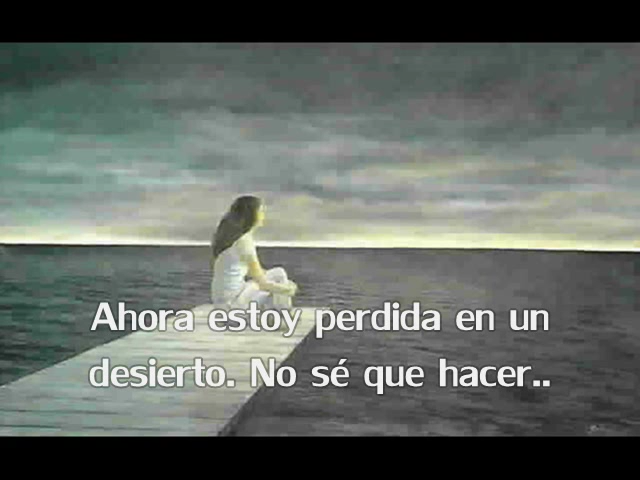 Ahora estoy perdida en un
desierto. No sé que hacer..